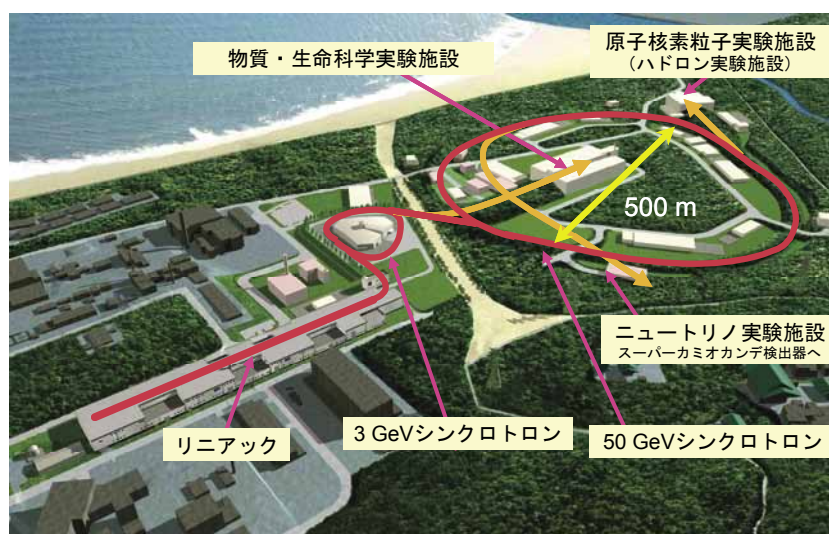 物質・生命科学実験施設
原子核素粒子実験施設
（ハドロン実験施設）
500 m
ニュートリノ実験施設
スーパーカミオカンデ検出器へ
リニアック
3 GeVシンクロトロン
50 GeVシンクロトロン